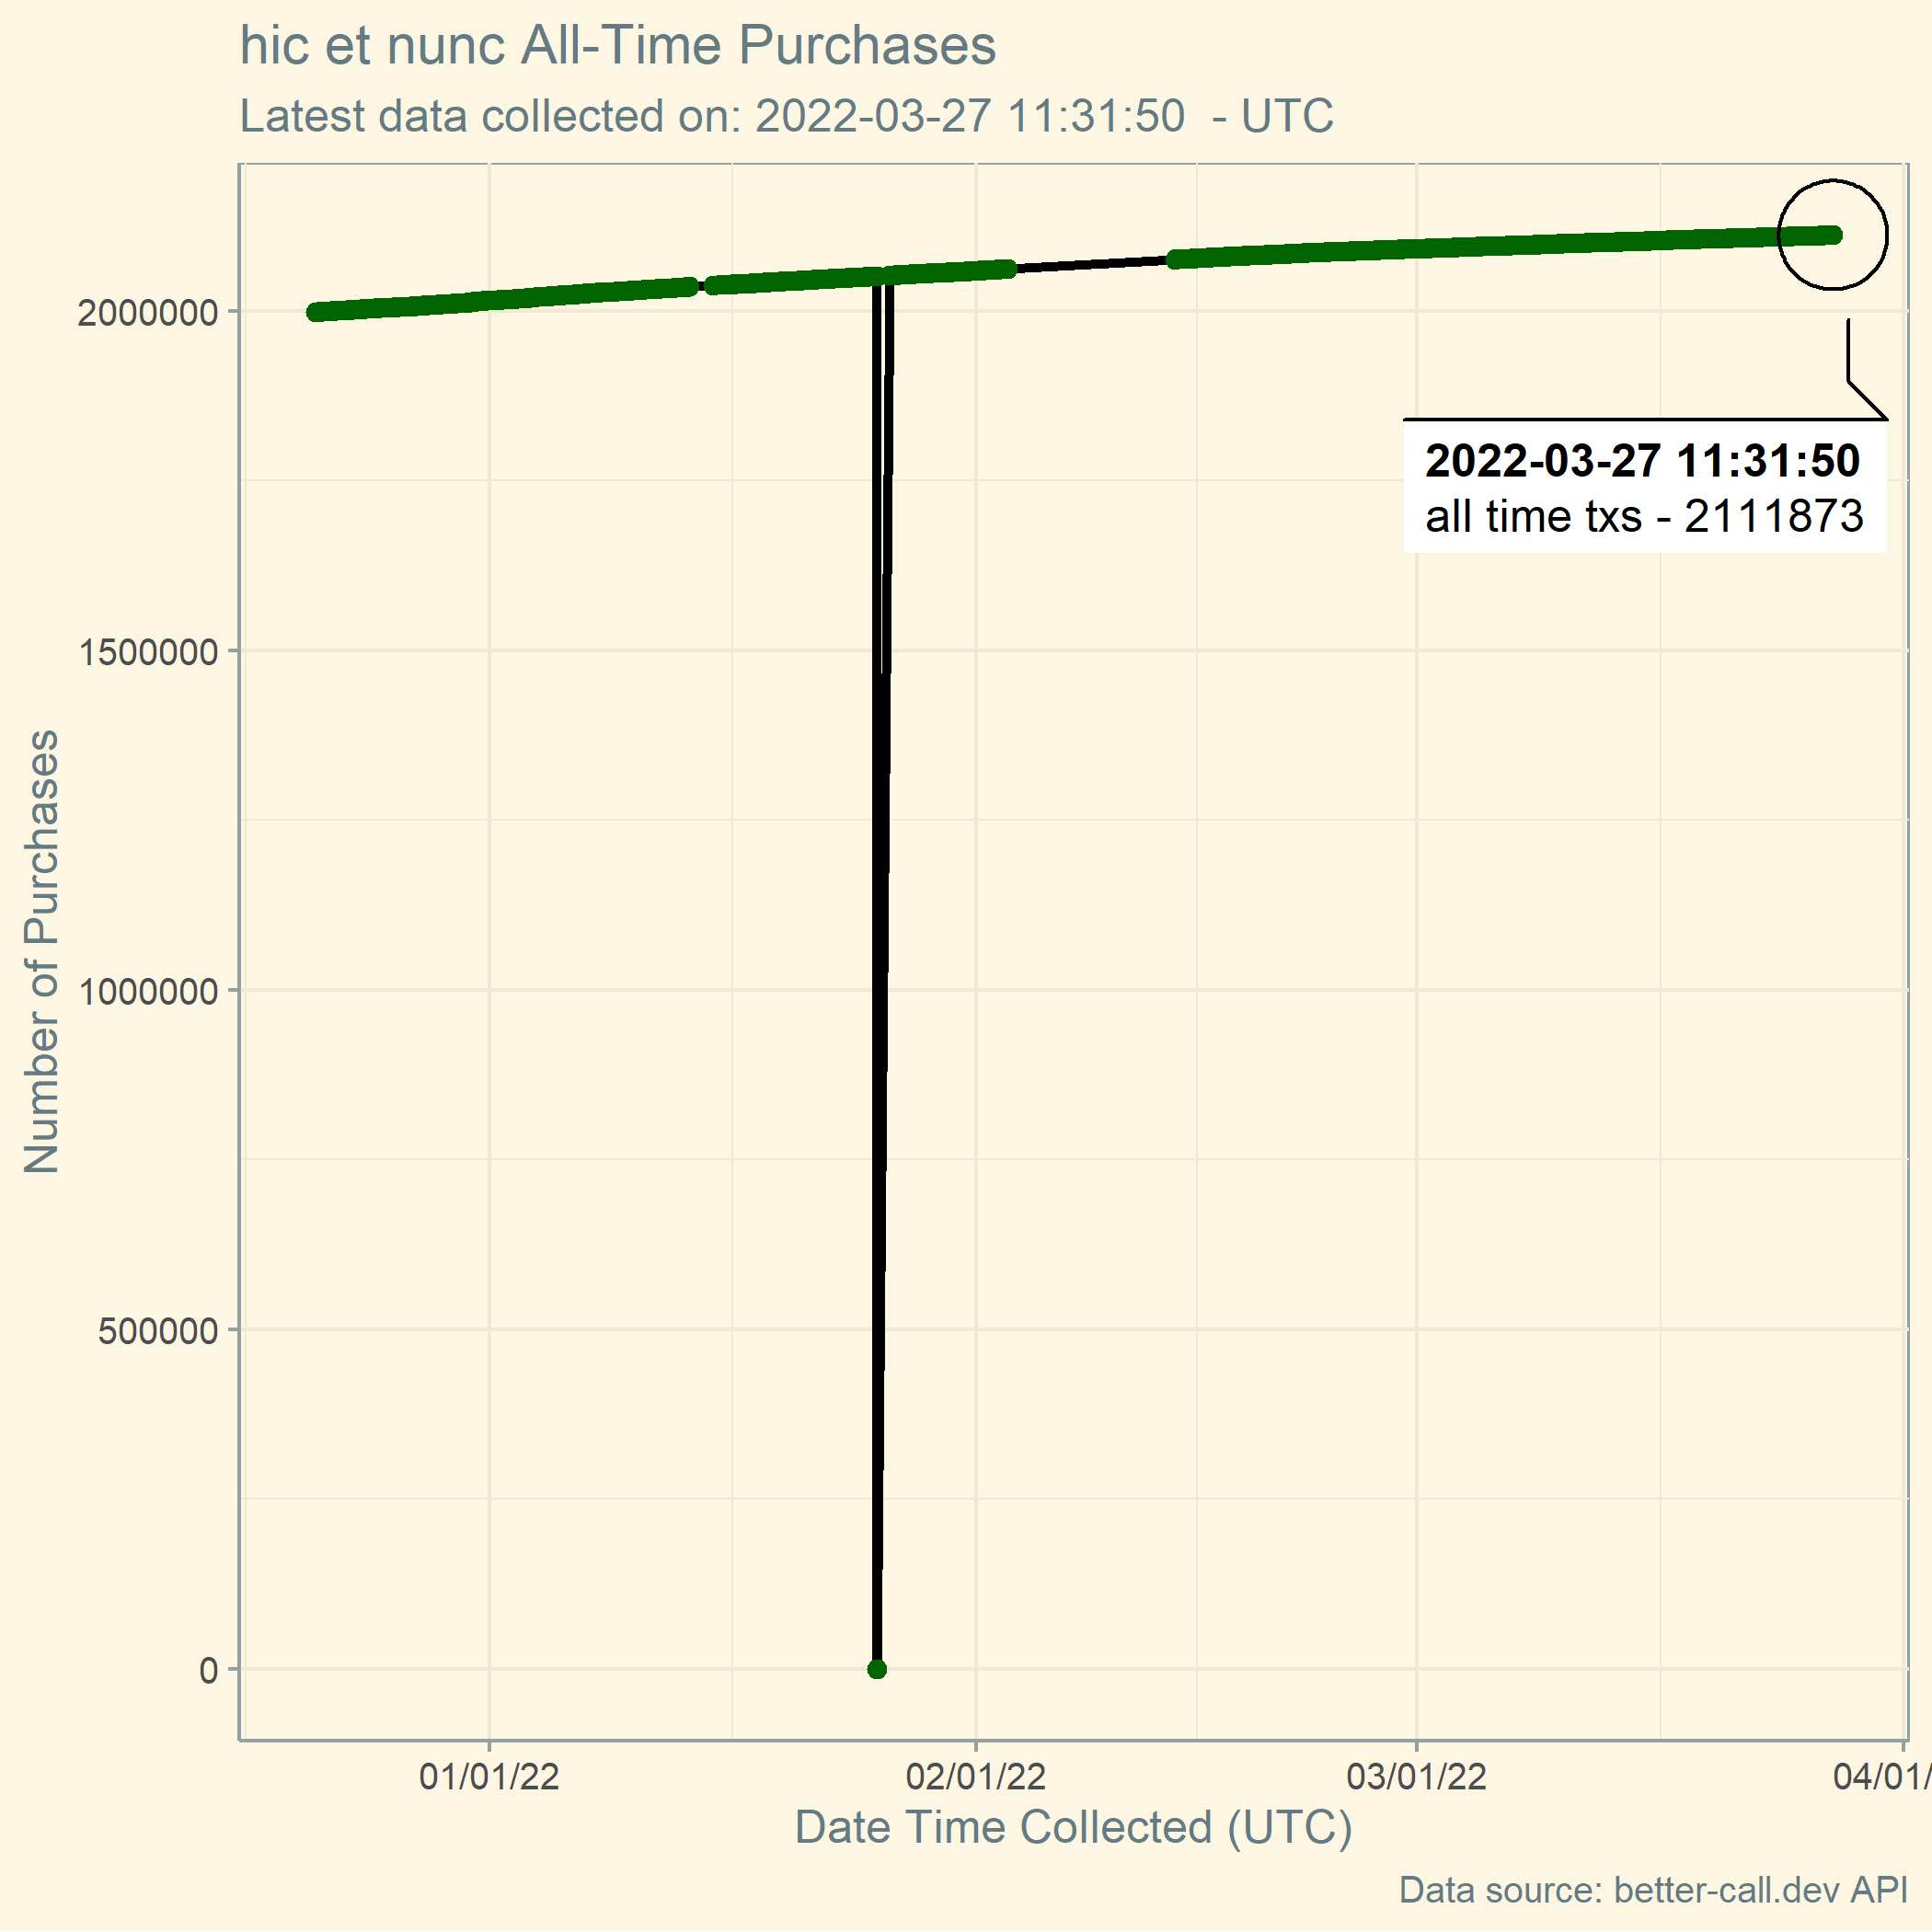 hic et nunc All-Time Purchases
Latest data collected on: 2022-03-27 11:31:50  - UTC
Number of Purchases
2000000
1500000
1000000
500000
0
2022-03-27 11:31:50
all time txs - 2111873
01/01/22
02/01/22
03/01/22
04/01/
Date Time Collected (UTC)
Data source: better-call.dev API